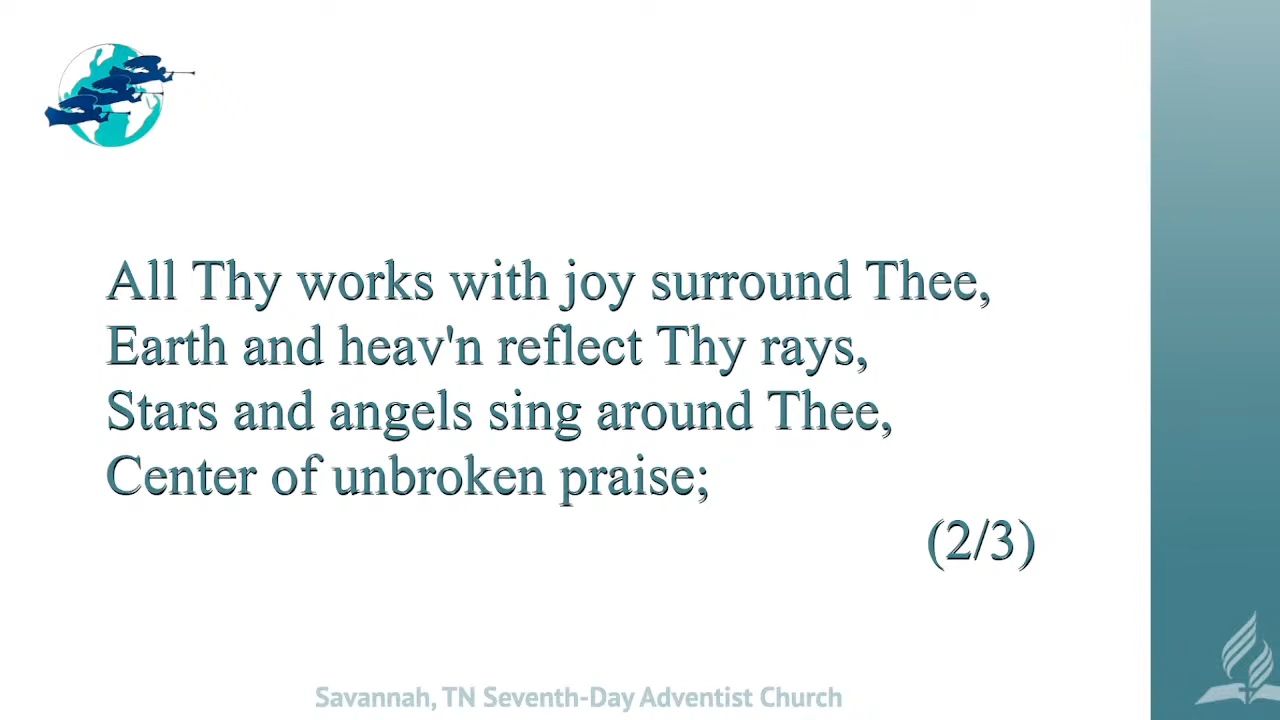 All Thy works with joy surround Thee,
Earth and heav'n reflect Thy rays,
Stars and angels sing around Thee,
Center of unbroken praise;
(2/3)
Savannah, TN Seventh-Day Adventist Church